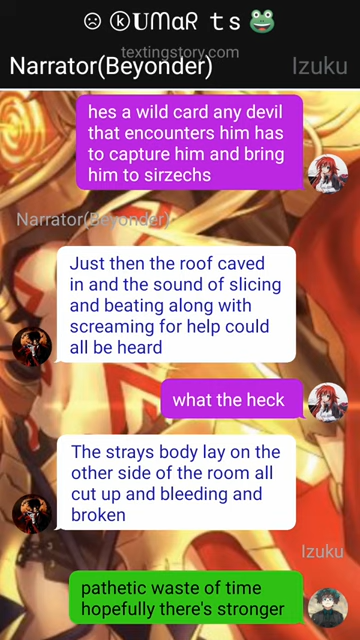 ☹ ⓚ𝐔ᗰᗩᖇ ƚs 🐸
textingstory.com
Narrator(Beyonder)
Izuku
hes a wild card any devil
that encounters him has
to capture him and bring
him to sirzechs
Narrator(Beyonder)
Just then the roof caved
in and the sound of slicing
and beating along with
screaming for help could
all be heard
what the heck
The strays body lay on the
other side of the room all
cut up and bleeding and
broken
Izuku
pathetic waste of time
hopefully there's stronger